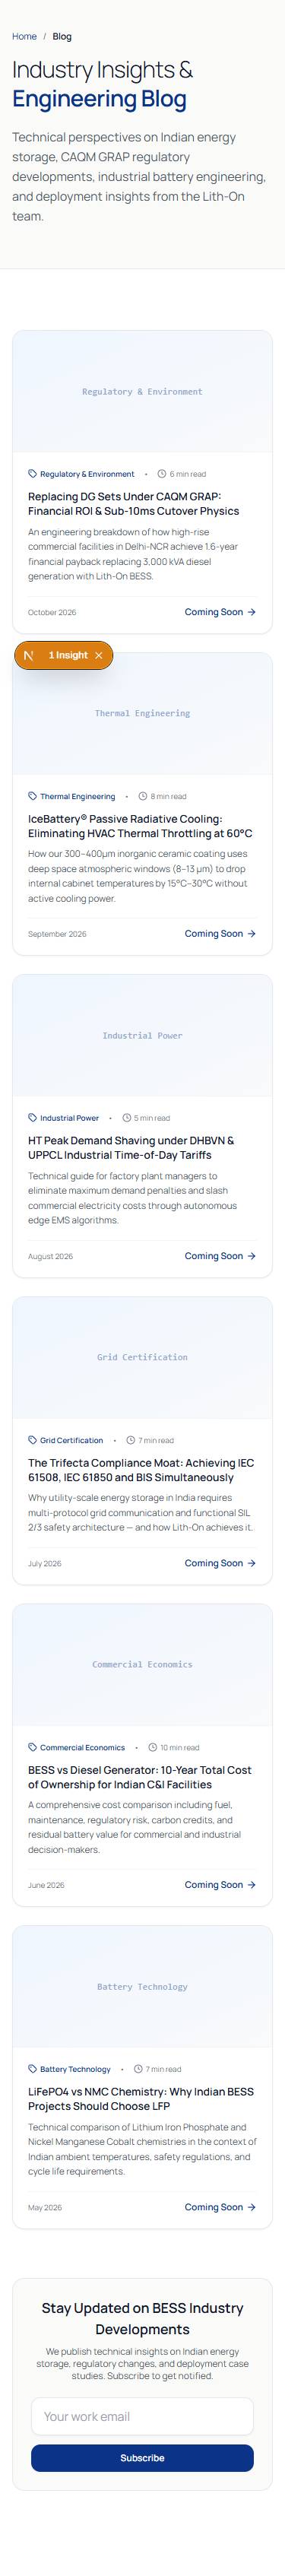 Home / Blog
Industry Insights &
Engineering Blog
Technical perspectives on Indian energy
storage, CAQM GRAP regulatory
developments, industrial battery engineering,
and deployment insights from the Lith-On
team.
Regulatory & Environment
Regulatory & Environment • 6 min read
Replacing DG Sets Under CAQM GRAP:
Financial ROI & Sub-10ms Cutover Physics
An engineering breakdown of how high-rise
commercial facilities in Delhi-NCR achieve 1.6-year
financial payback replacing 3,000 kVA diesel
generation with Lith-On BESS.
October 2026 Coming Soon →
N 1 Insight ×
Thermal Engineering
Thermal Engineering • 8 min read
IceBattery® Passive Radiative Cooling:
Eliminating HVAC Thermal Throttling at 60°C
How our 300–400μm inorganic ceramic coating uses
deep space atmospheric windows (8–13 μm) to drop
internal cabinet temperatures by 15°C–30°C without
active cooling power.
September 2026 Coming Soon →
Industrial Power
Industrial Power • 5 min read
HT Peak Demand Shaving under DHBVN &
UPPCL Industrial Time-of-Day Tariffs
Technical guide for factory plant managers to
eliminate maximum demand penalties and slash
commercial electricity costs through autonomous
edge EMS algorithms.
August 2026 Coming Soon →
Grid Certification
Grid Certification • 7 min read
The Trifecta Compliance Moat: Achieving IEC
61508, IEC 61850 and BIS Simultaneously
Why utility-scale energy storage in India requires
multi-protocol grid communication and functional SIL
2/3 safety architecture — and how Lith-On achieves it.
July 2026 Coming Soon →
Commercial Economics
Commercial Economics • 10 min read
BESS vs Diesel Generator: 10-Year Total Cost
of Ownership for Indian C&I Facilities
A comprehensive cost comparison including fuel,
maintenance, regulatory risk, carbon credits, and
residual battery value for commercial and industrial
decision-makers.
June 2026 Coming Soon →
Battery Technology
Battery Technology • 7 min read
LiFePO4 vs NMC Chemistry: Why Indian BESS
Projects Should Choose LFP
Technical comparison of Lithium Iron Phosphate and
Nickel Manganese Cobalt chemistries in the context of
Indian ambient temperatures, safety regulations, and
cycle life requirements.
May 2026 Coming Soon →
Stay Updated on BESS Industry
Developments
We publish technical insights on Indian energy
storage, regulatory changes, and deployment case
studies. Subscribe to get notified.
Your work email
Subscribe